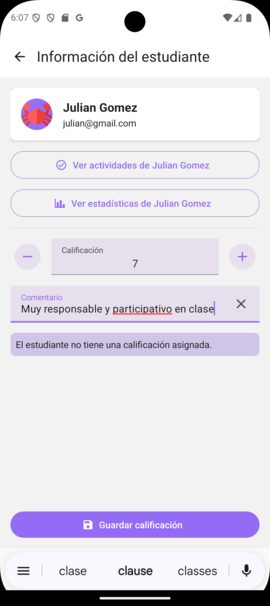 6:07
Información del estudiante
Julian Gomez
julian@gmail.com
Ver actividades de Julian Gomez
Ver estadísticas de Julian Gomez
Calificación
7
Comentario
Muy responsable y participativo en clase
El estudiante no tiene una calificación asignada.
Guardar calificación
clase clause classes